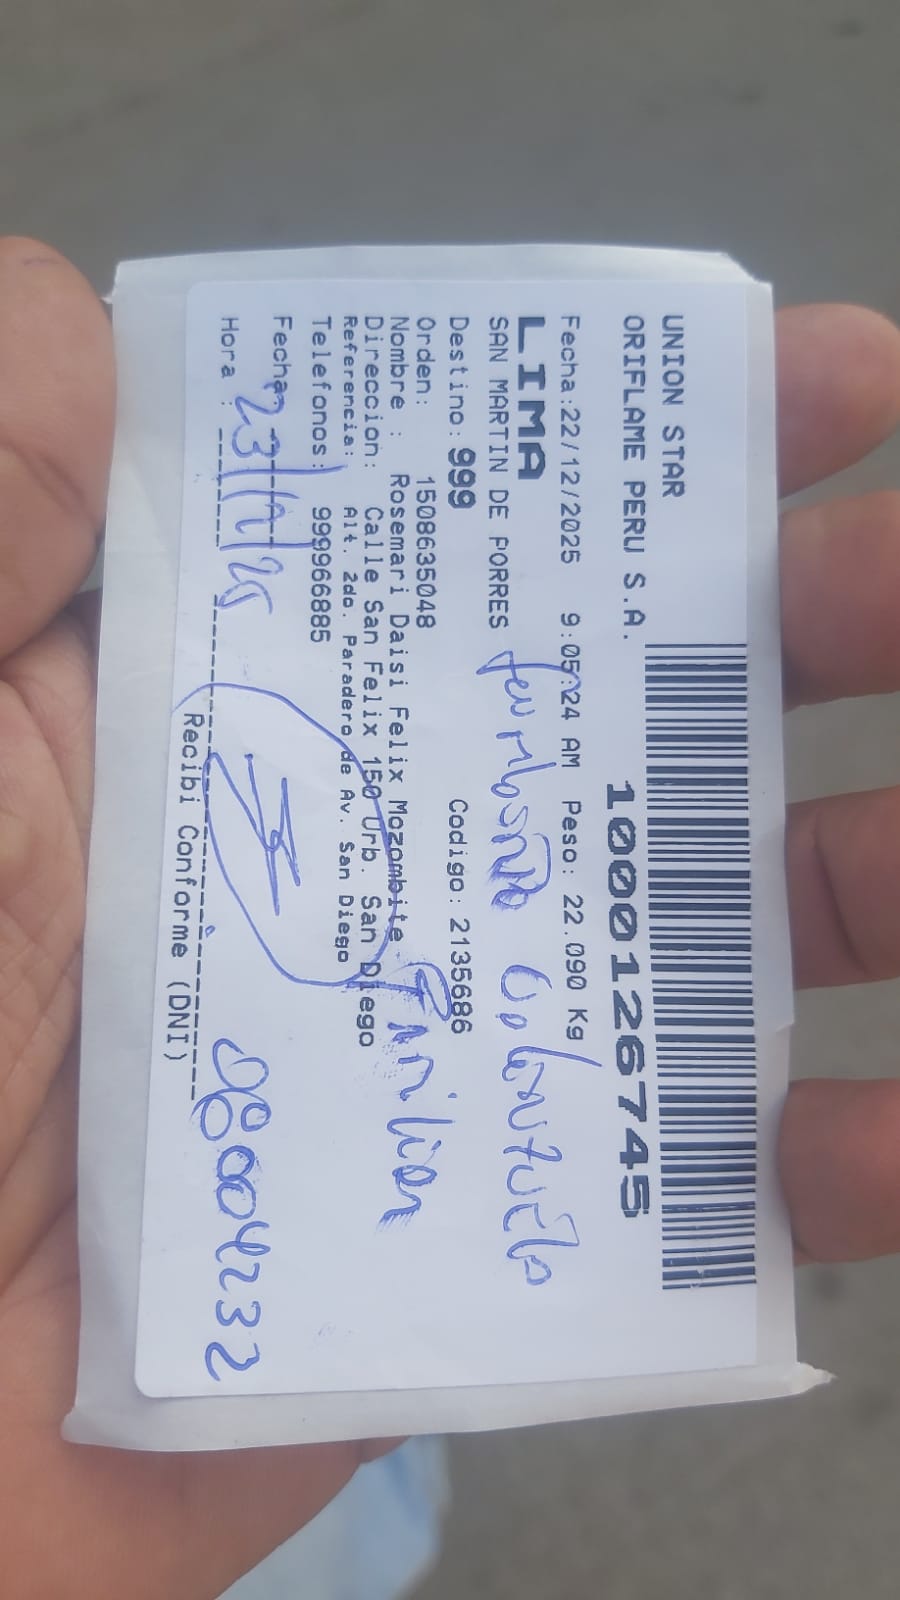 UNION STAR
ORIFLAME PERU S.A.
1000126745
Fecha:22/12/2025 9:05:24 AM Peso: 22.090 Kg
LIMA
SAN MARTIN DE PORRES
Destino: 999 Codigo: 2135686
Orden: 1508635048
Nombre : Rosemari Daisi Felix Mozombite
Familiar
Direccion: Calle San Felix 150 Urb. San Diego
Referencia: Alt. 2do. Paradero de Av. San Diego
Telefonos: 999966885
Fecha: 23/12/25
Hora :
08004232
Recibi Conforme (DNI)